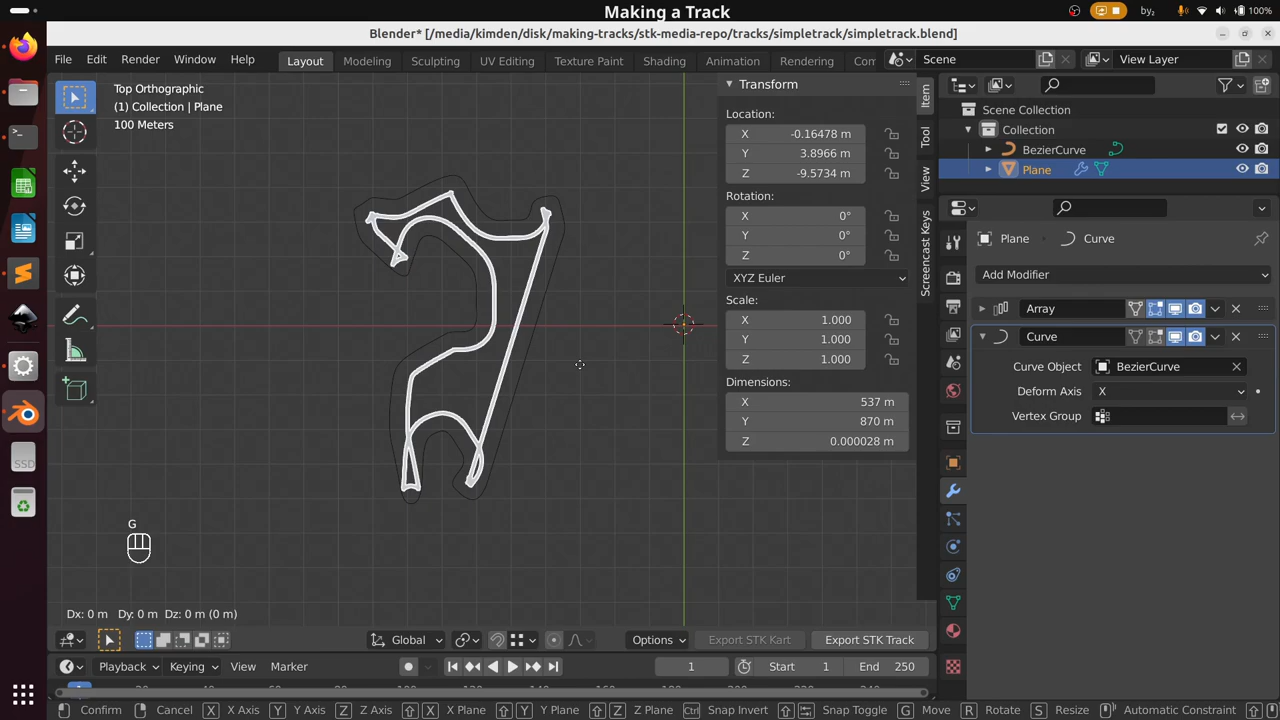 Making a Track
by₂
100%
Blender* [/media/kimden/disk/making-tracks/stk-media-repo/tracks/simpletrack/simpletrack.blend]
File Edit Render Window Help Layout Modeling Sculpting UV Editing Texture Paint Shading Animation Rendering Com Scene View Layer
Top Orthographic
(1) Collection | Plane
100 Meters
Transform
Location:
X -0.16478 m
Y 3.8966 m
Z -9.5734 m
Rotation:
X 0°
Y 0°
Z 0°
XYZ Euler
Scale:
X 1.000
Y 1.000
Z 1.000
Dimensions:
X 537 m
Y 870 m
Z 0.000028 m
Item
Tool
View
Screencast Keys
Scene Collection
Collection
BezierCurve
Plane
Plane Curve
Add Modifier
Array
Curve
Curve Object BezierCurve
Deform Axis X
Vertex Group
SSD
G
Dx: 0 m Dy: 0 m Dz: 0 m (0 m)
Global Options Export STK Kart Export STK Track
Playback Keying View Marker 1 Start 1 End 250
Confirm Cancel X X Axis Y Y Axis Z Z Axis X X Plane Y Y Plane Z Z Plane Ctrl Snap Invert Snap Toggle G Move R Rotate S Resize Automatic Constraint